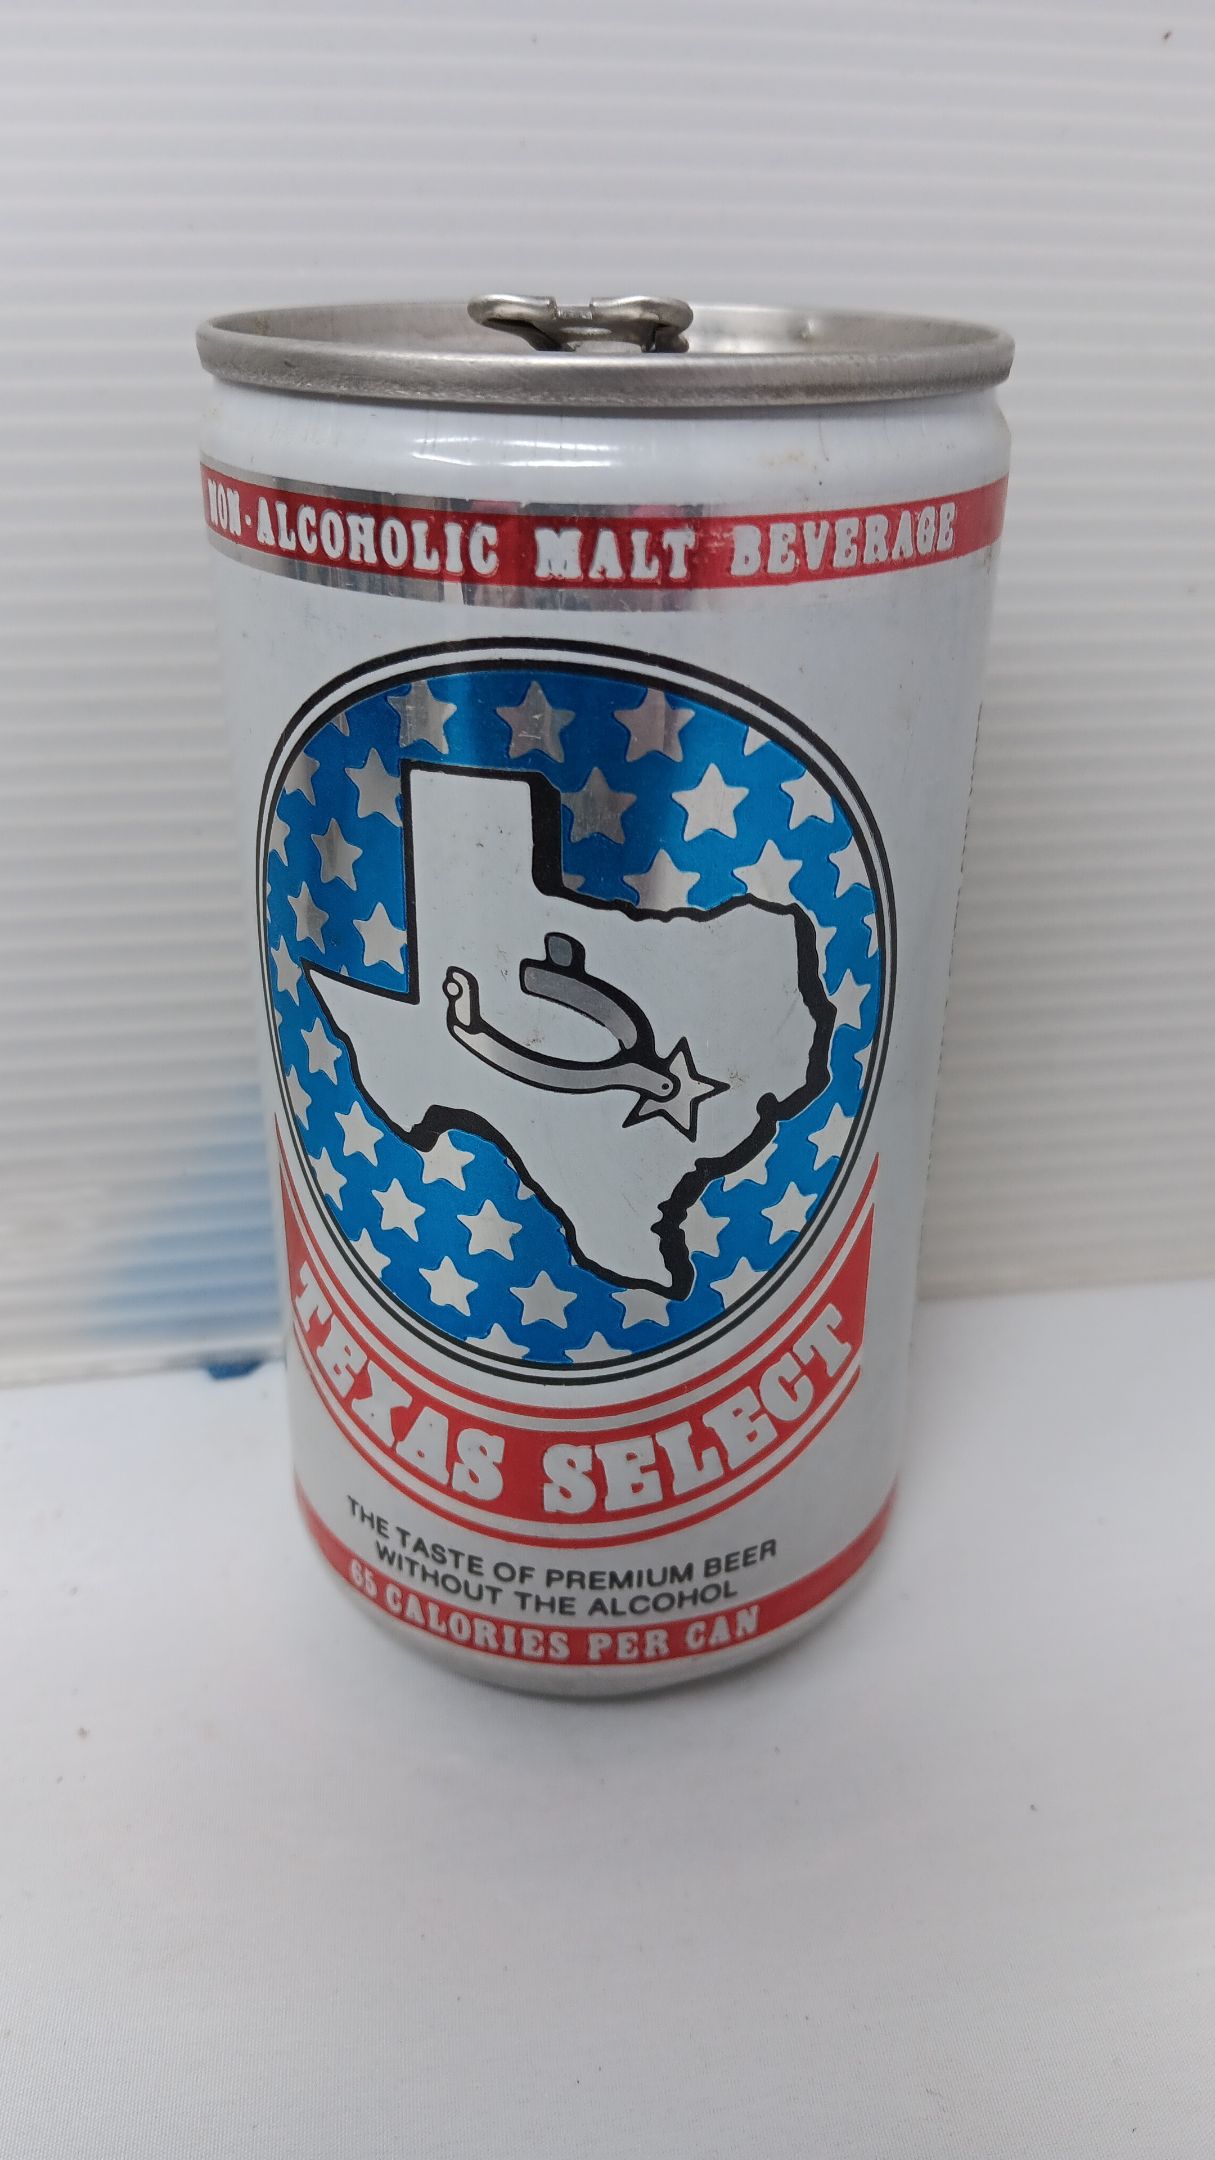 NON-ALCOHOLIC MALT BEVERAGE
TEXAS SELECT
THE TASTE OF PREMIUM BEER
WITHOUT THE ALCOHOL
65 CALORIES PER CAN